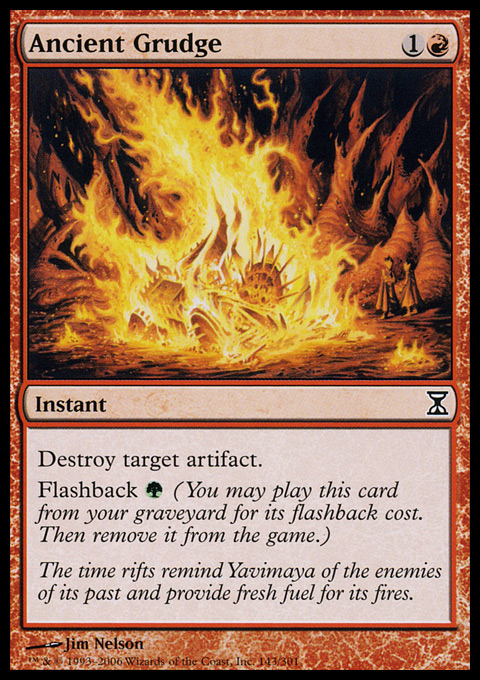 Ancient Grudge 1
Instant
Destroy target artifact.
Flashback (You may play this card
from your graveyard for its flashback cost.
Then remove it from the game.)
The time rifts remind Yavimaya of the enemies
of its past and provide fresh fuel for its fires.
Jim Nelson
™ & © 1993-2006 Wizards of the Coast, Inc. 143/301